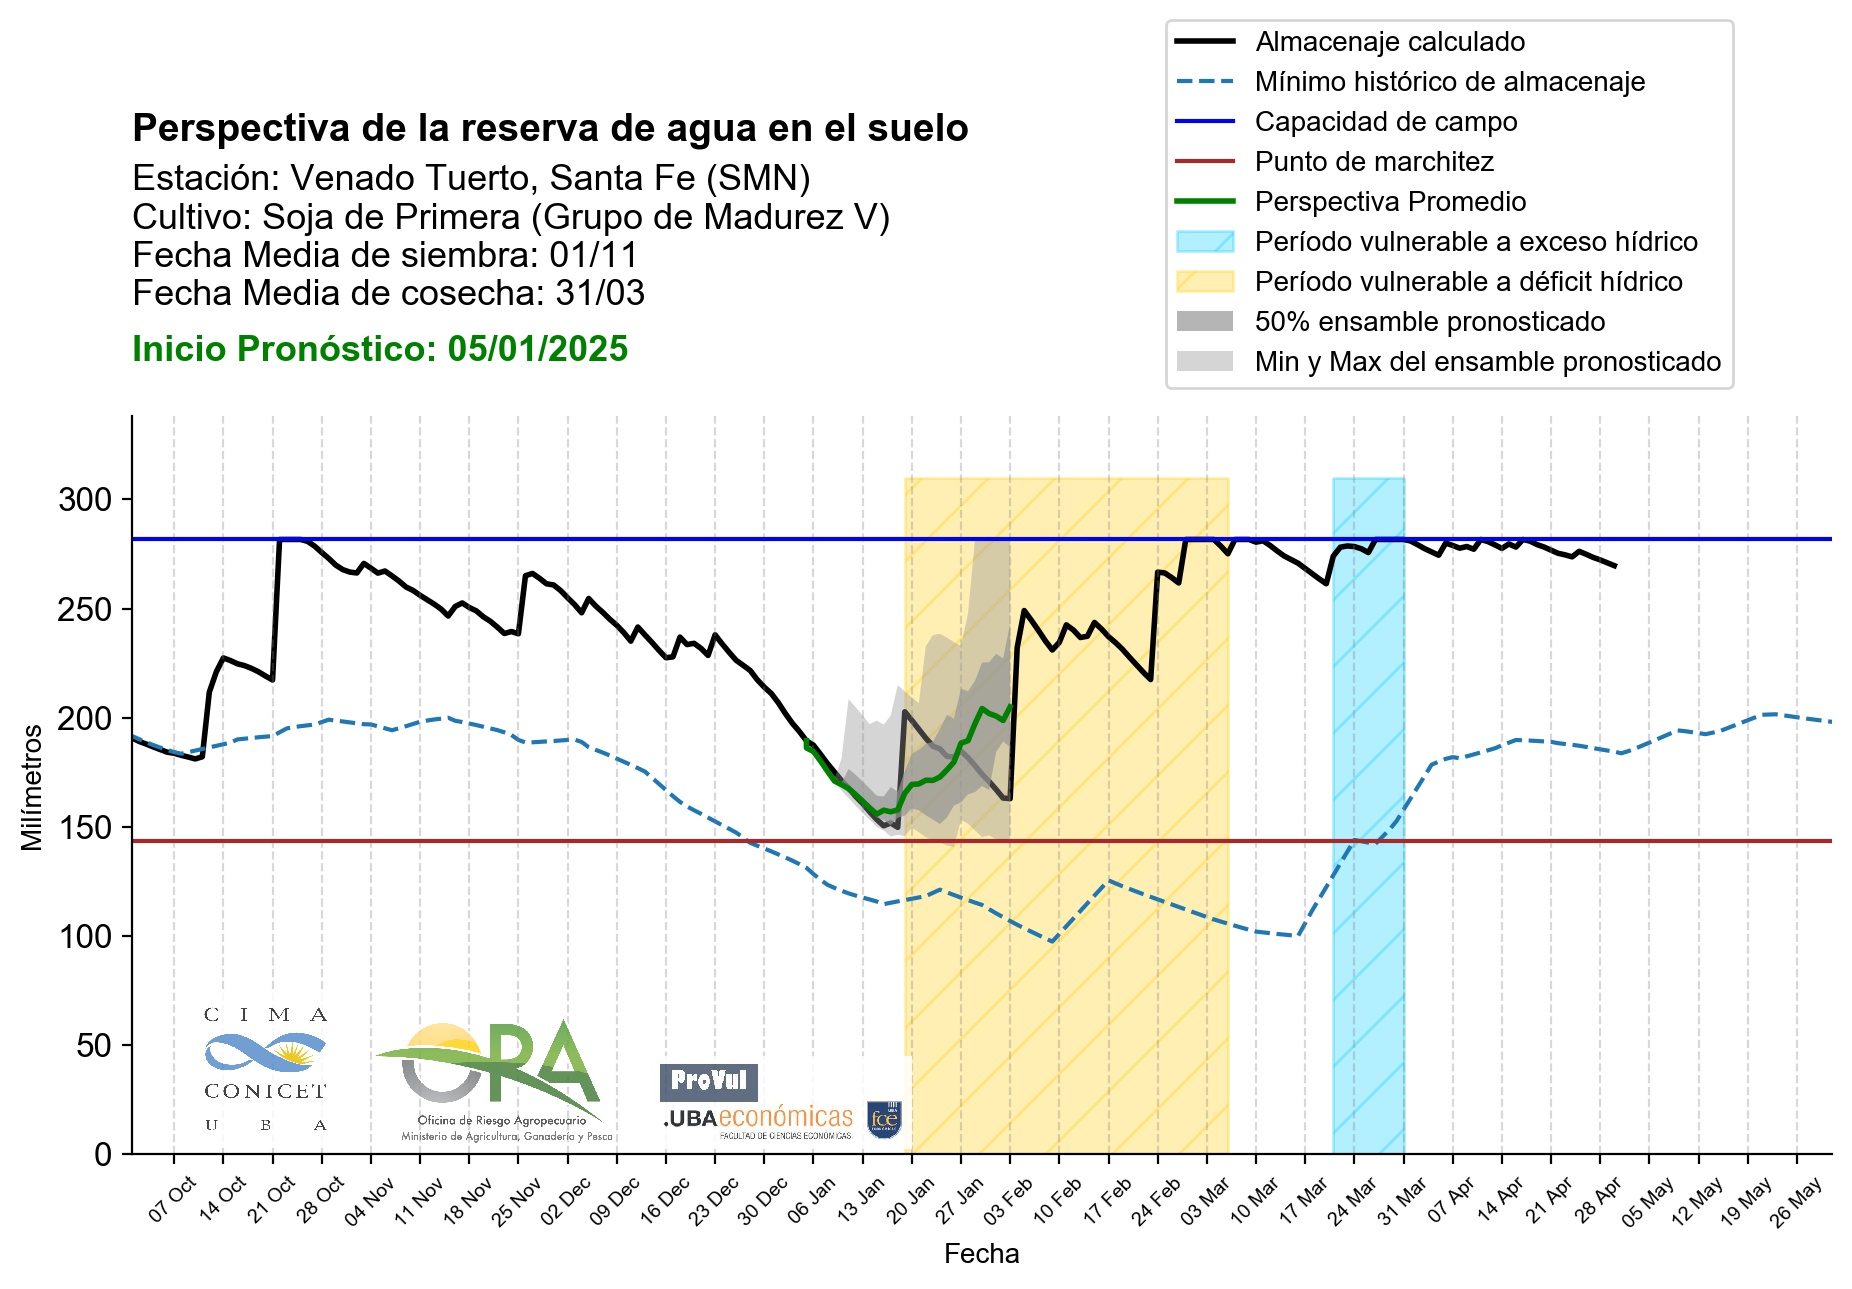 Almacenaje calculado
Mínimo histórico de almacenaje
Capacidad de campo
Punto de marchitez
Perspectiva Promedio
Período vulnerable a exceso hídrico
Período vulnerable a déficit hídrico
50% ensamble pronosticado
Min y Max del ensamble pronosticado
Perspectiva de la reserva de agua en el suelo
Estación: Venado Tuerto, Santa Fe (SMN)
Cultivo: Soja de Primera (Grupo de Madurez V)
Fecha Media de siembra: 01/11
Fecha Media de cosecha: 31/03
Inicio Pronóstico: 05/01/2025
Milímetros
300
250
200
150
100
50
0
CIMA
CONICET
UBA
ORA
Oficina de Riesgo Agropecuario
Ministerio de Agricultura, Ganadería y Pesca
ProVul
.UBAeconómicas
FACULTAD DE CIENCIAS ECONÓMICAS
fce
07 Oct
14 Oct
21 Oct
28 Oct
04 Nov
11 Nov
18 Nov
25 Nov
02 Dec
09 Dec
16 Dec
23 Dec
30 Dec
06 Jan
13 Jan
20 Jan
27 Jan
03 Feb
10 Feb
17 Feb
24 Feb
03 Mar
10 Mar
17 Mar
24 Mar
31 Mar
07 Apr
14 Apr
21 Apr
28 Apr
05 May
12 May
19 May
26 May
Fecha